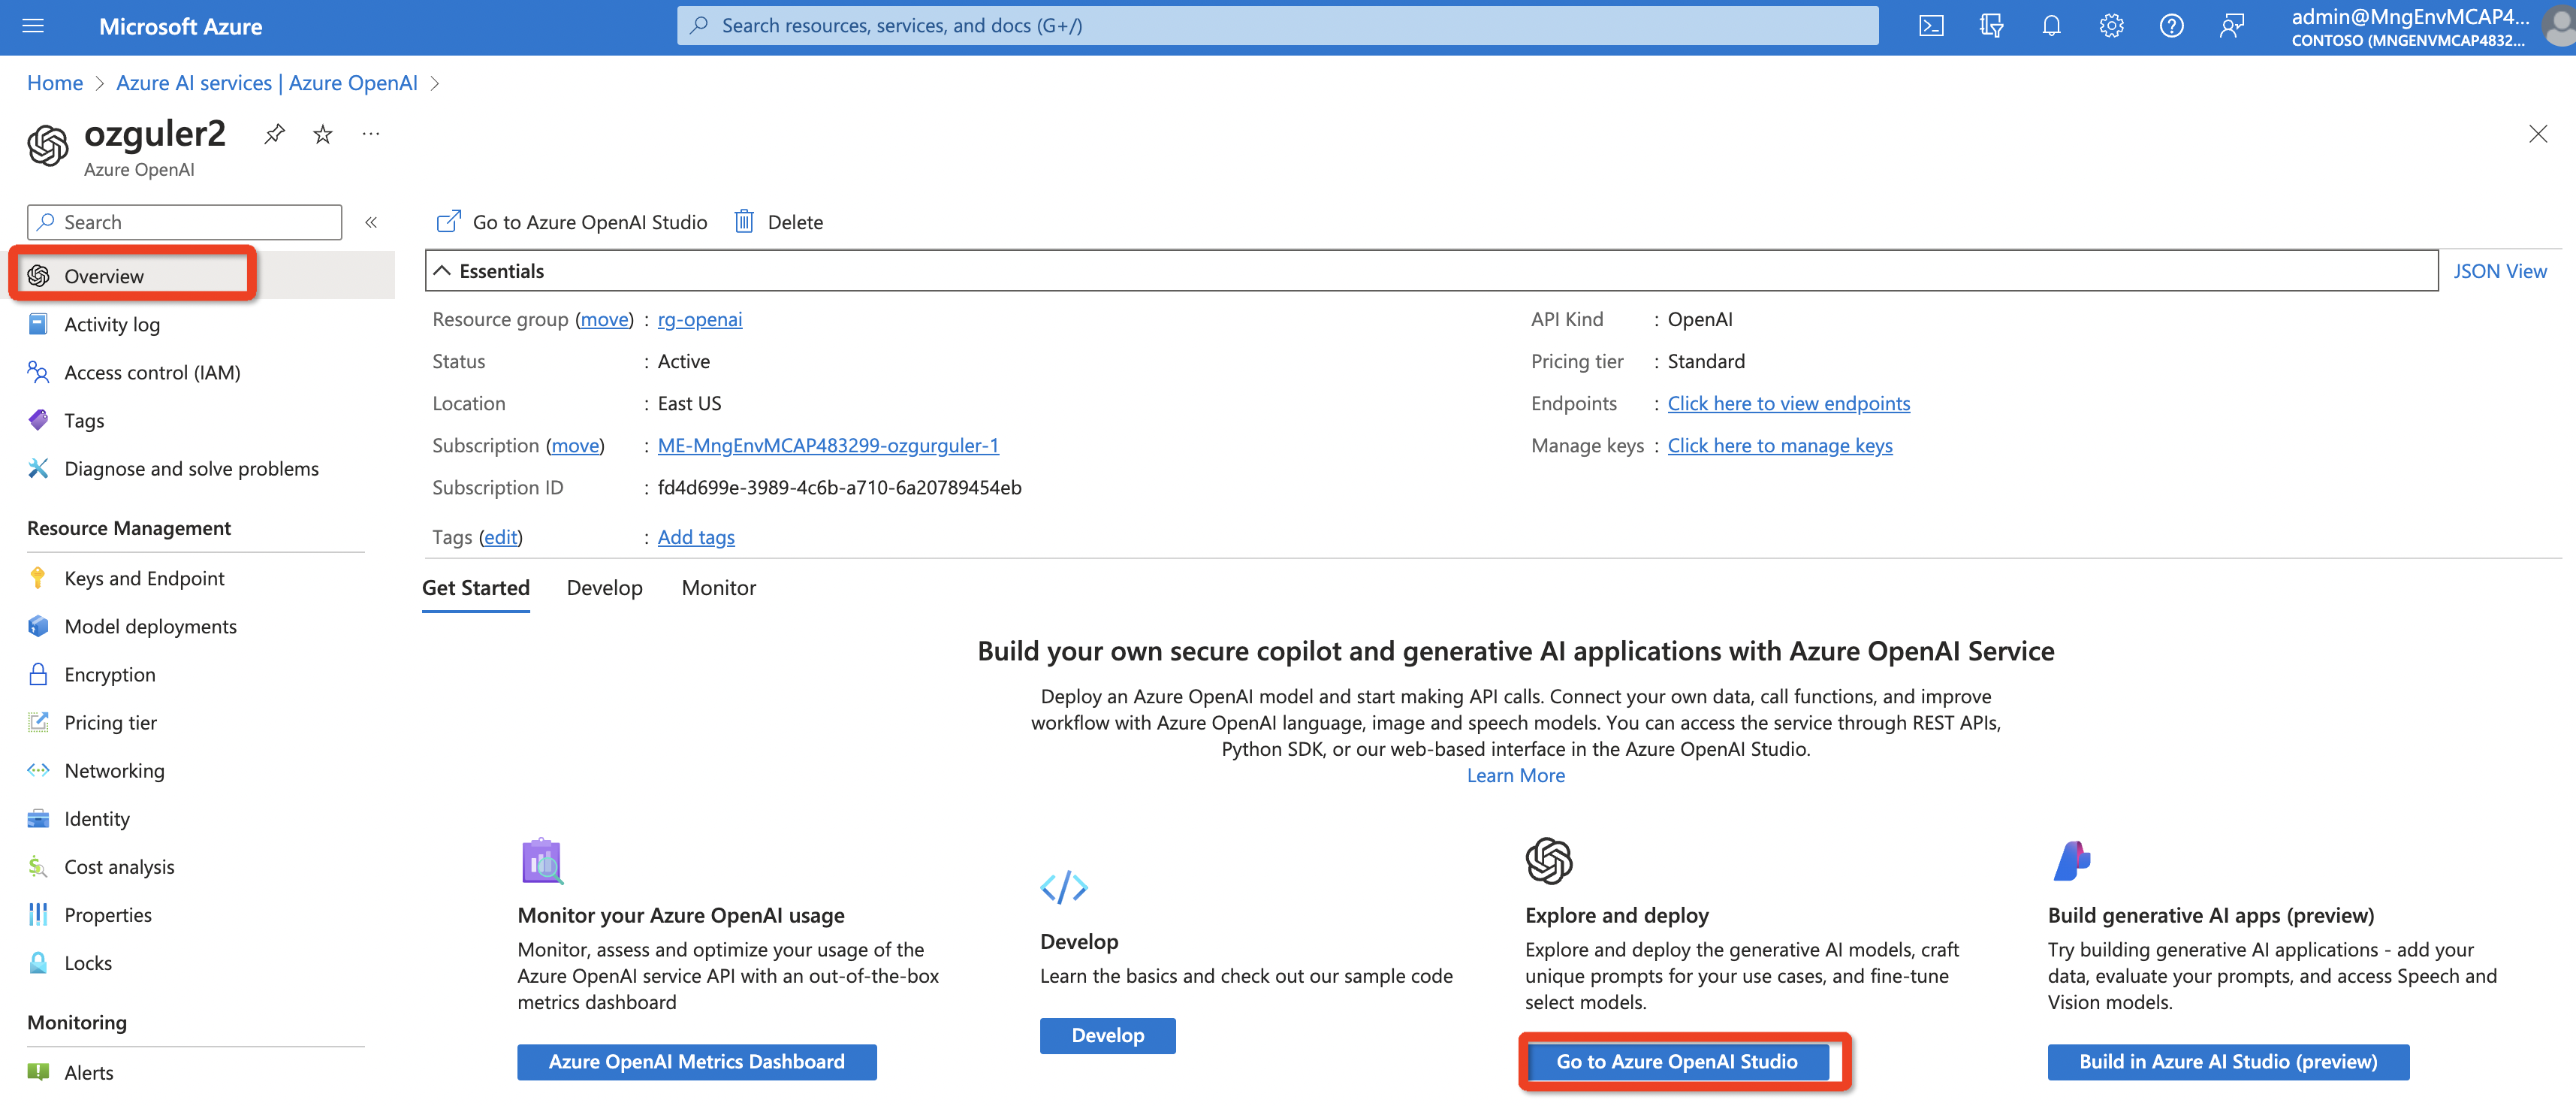 Microsoft Azure
Search resources, services, and docs (G+/)
admin@MngEnvMCAP4...
CONTOSO (MNGENVMCAP4832...
Home > Azure AI services | Azure OpenAI >
ozguler2
Azure OpenAI
Search
Go to Azure OpenAI Studio
Delete
Overview
Activity log
Access control (IAM)
Tags
Diagnose and solve problems
Resource Management
Keys and Endpoint
Model deployments
Encryption
Pricing tier
Networking
Identity
Cost analysis
Properties
Locks
Monitoring
Alerts
Essentials
JSON View
Resource group (move) : rg-openai
Status : Active
Location : East US
Subscription (move) : ME-MngEnvMCAP483299-ozgurguler-1
Subscription ID : fd4d699e-3989-4c6b-a710-6a20789454eb
Tags (edit) : Add tags
API Kind : OpenAI
Pricing tier : Standard
Endpoints : Click here to view endpoints
Manage keys : Click here to manage keys
Get Started Develop Monitor
Build your own secure copilot and generative AI applications with Azure OpenAI Service
Deploy an Azure OpenAI model and start making API calls. Connect your own data, call functions, and improve
workflow with Azure OpenAI language, image and speech models. You can access the service through REST APIs,
Python SDK, or our web-based interface in the Azure OpenAI Studio.
Learn More
Monitor your Azure OpenAI usage
Monitor, assess and optimize your usage of the
Azure OpenAI service API with an out-of-the-box
metrics dashboard
Azure OpenAI Metrics Dashboard
Develop
Learn the basics and check out our sample code
Develop
Explore and deploy
Explore and deploy the generative AI models, craft
unique prompts for your use cases, and fine-tune
select models.
Go to Azure OpenAI Studio
Build generative AI apps (preview)
Try building generative AI applications - add your
data, evaluate your prompts, and access Speech and
Vision models.
Build in Azure AI Studio (preview)